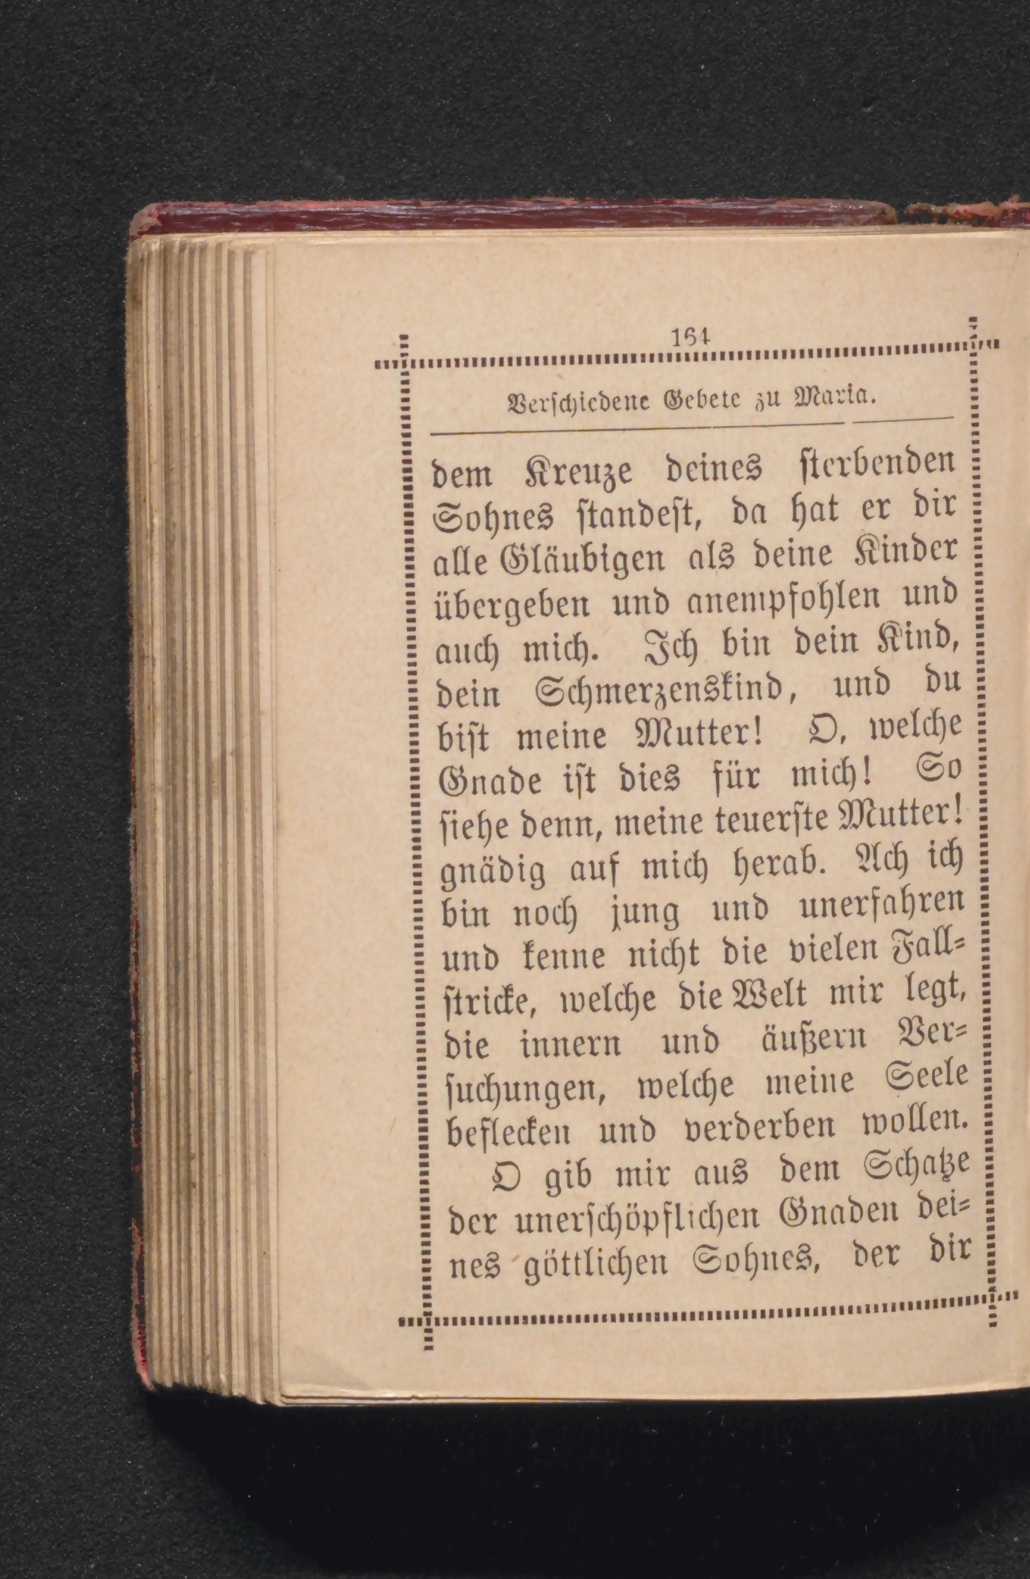 164
Verschiedene Gebete zu Maria.
dem Kreuze deines sterbenden
Sohnes standest, da hat er dir
alle Gläubigen als deine Kinder
übergeben und anempfohlen und
auch mich. Ich bin dein Kind,
dein Schmerzenskind, und du
bist meine Mutter! O, welche
Gnade ist dies für mich! So
siehe denn, meine teuerste Mutter!
gnädig auf mich herab. Ach ich
bin noch jung und unerfahren
und kenne nicht die vielen Fall-
stricke, welche die Welt mir legt,
die innern und äußern Ver-
suchungen, welche meine Seele
beflecken und verderben wollen.
O gib mir aus dem Schatze
der unerschöpflichen Gnaden dei-
nes göttlichen Sohnes, der dir